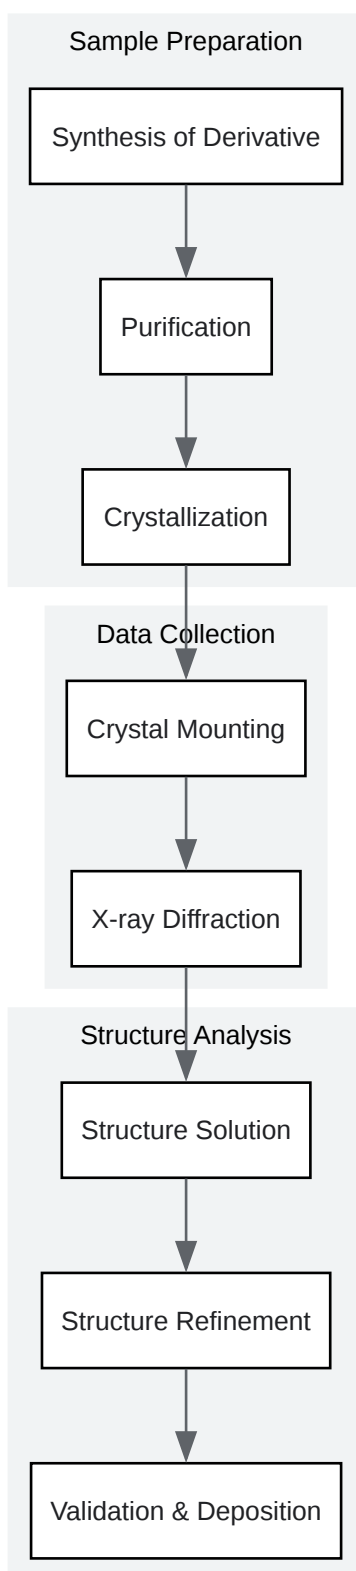 Sample Preparation
Synthesis of Derivative
Purification
Crystallization
Data Collection
Crystal Mounting
X-ray Diffraction
Structure Analysis
Structure Solution
Structure Refinement
Validation & Deposition